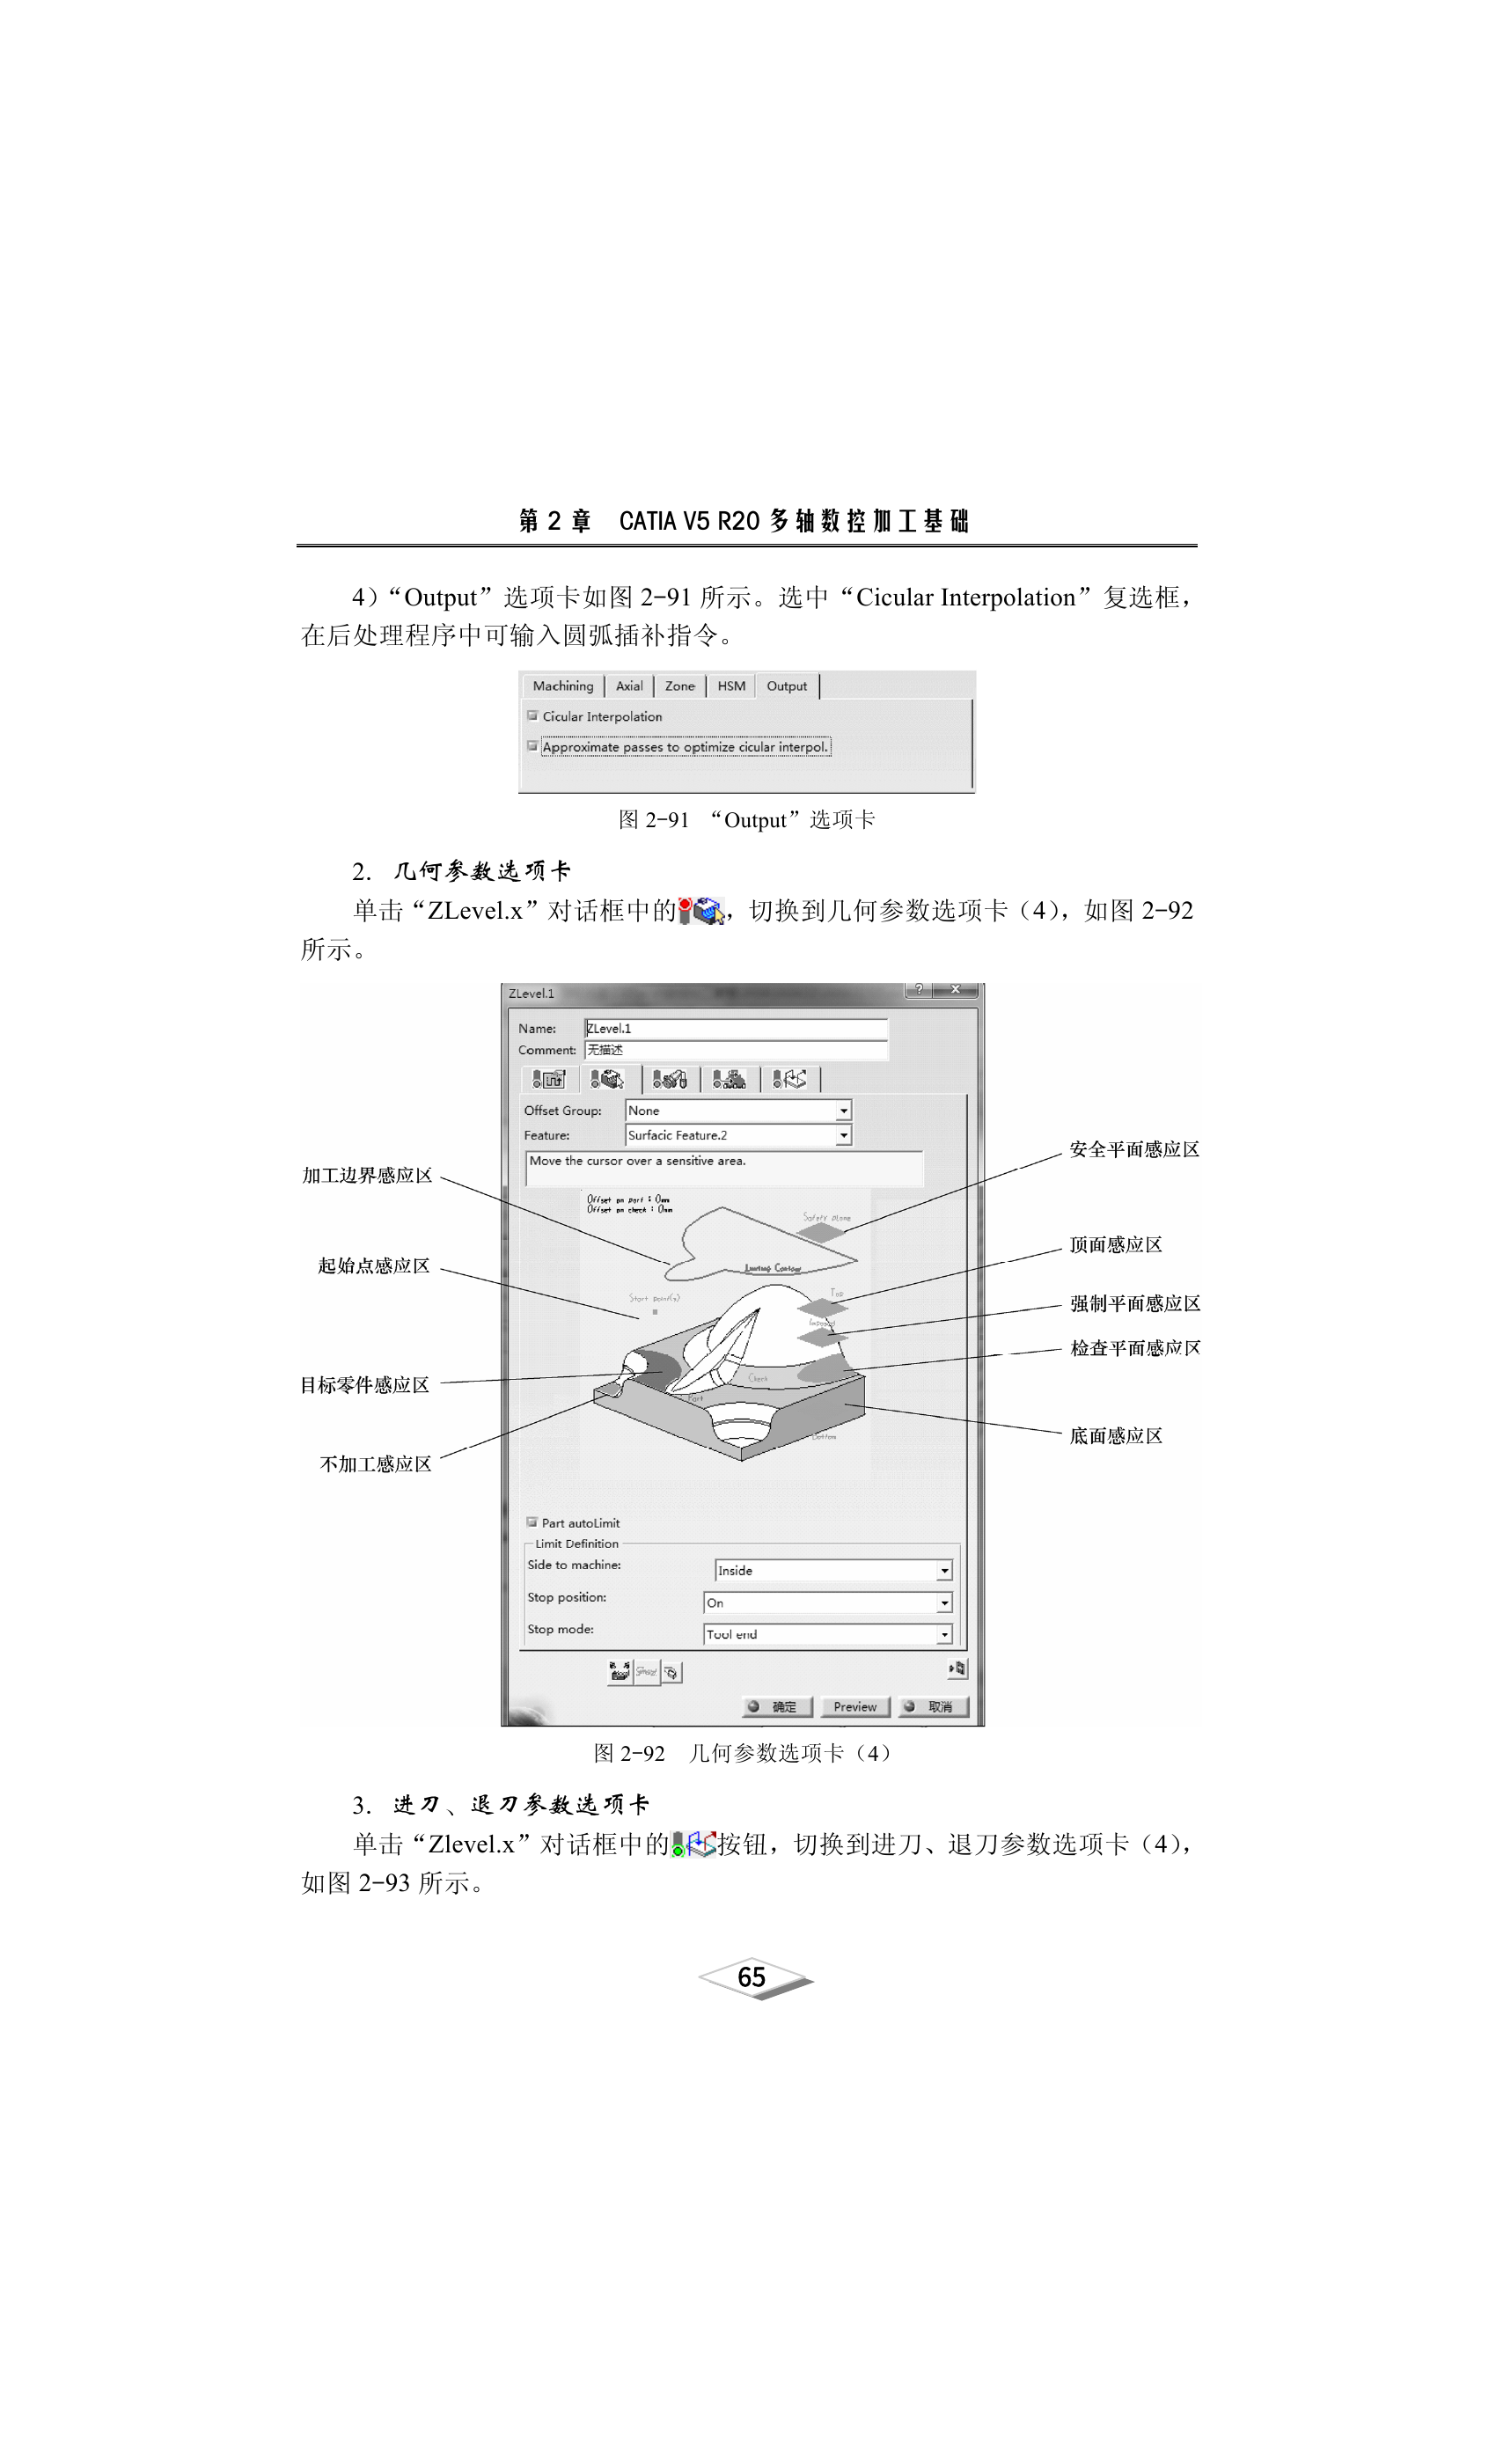 第 2 章 CATIA V5 R20 多轴数控加工基础
4）“Output”选项卡如图 2-91 所示。选中“Cicular Interpolation”复选框，
在后处理程序中可输入圆弧插补指令。
Machining Axial Zone HSM Output
Cicular Interpolation
Approximate passes to optimize cicular interpol.
图 2-91 “Output”选项卡
2. 几何参数选项卡
单击“ZLevel.x”对话框中的，切换到几何参数选项卡（4），如图 2-92
所示。
ZLevel.1
Name: ZLevel.1
Comment: 无描述
Offset Group: None
Feature: Surfacic Feature.2
Move the cursor over a sensitive area.
Offset on part : 0mm
Offset on check : 0mm
Safety plane
Limiting Contour
Start point(s)
Top
Imposed
Check
Part
Bottom
加工边界感应区
起始点感应区
目标零件感应区
不加工感应区
安全平面感应区
顶面感应区
强制平面感应区
检查平面感应区
底面感应区
Part autoLimit
Limit Definition
Side to machine: Inside
Stop position: On
Stop mode: Tool end
确定 Preview 取消
图 2-92 几何参数选项卡（4）
3. 进刀、退刀参数选项卡
单击“Zlevel.x”对话框中的按钮，切换到进刀、退刀参数选项卡（4），
如图 2-93 所示。
65